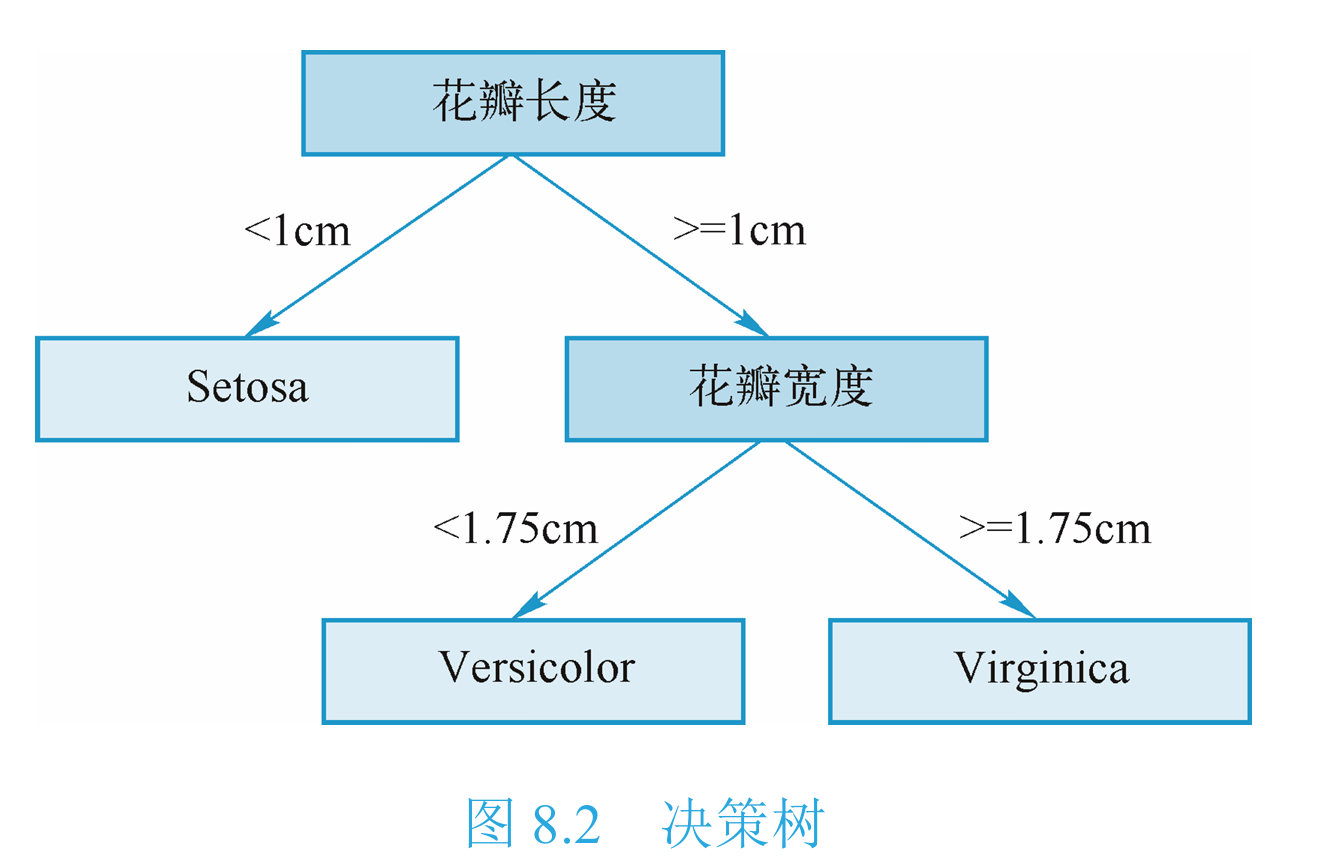 花瓣长度
<1cm
>=1cm
Setosa
花瓣宽度
<1.75cm
>=1.75cm
Versicolor
Virginica
图 8.2 决策树